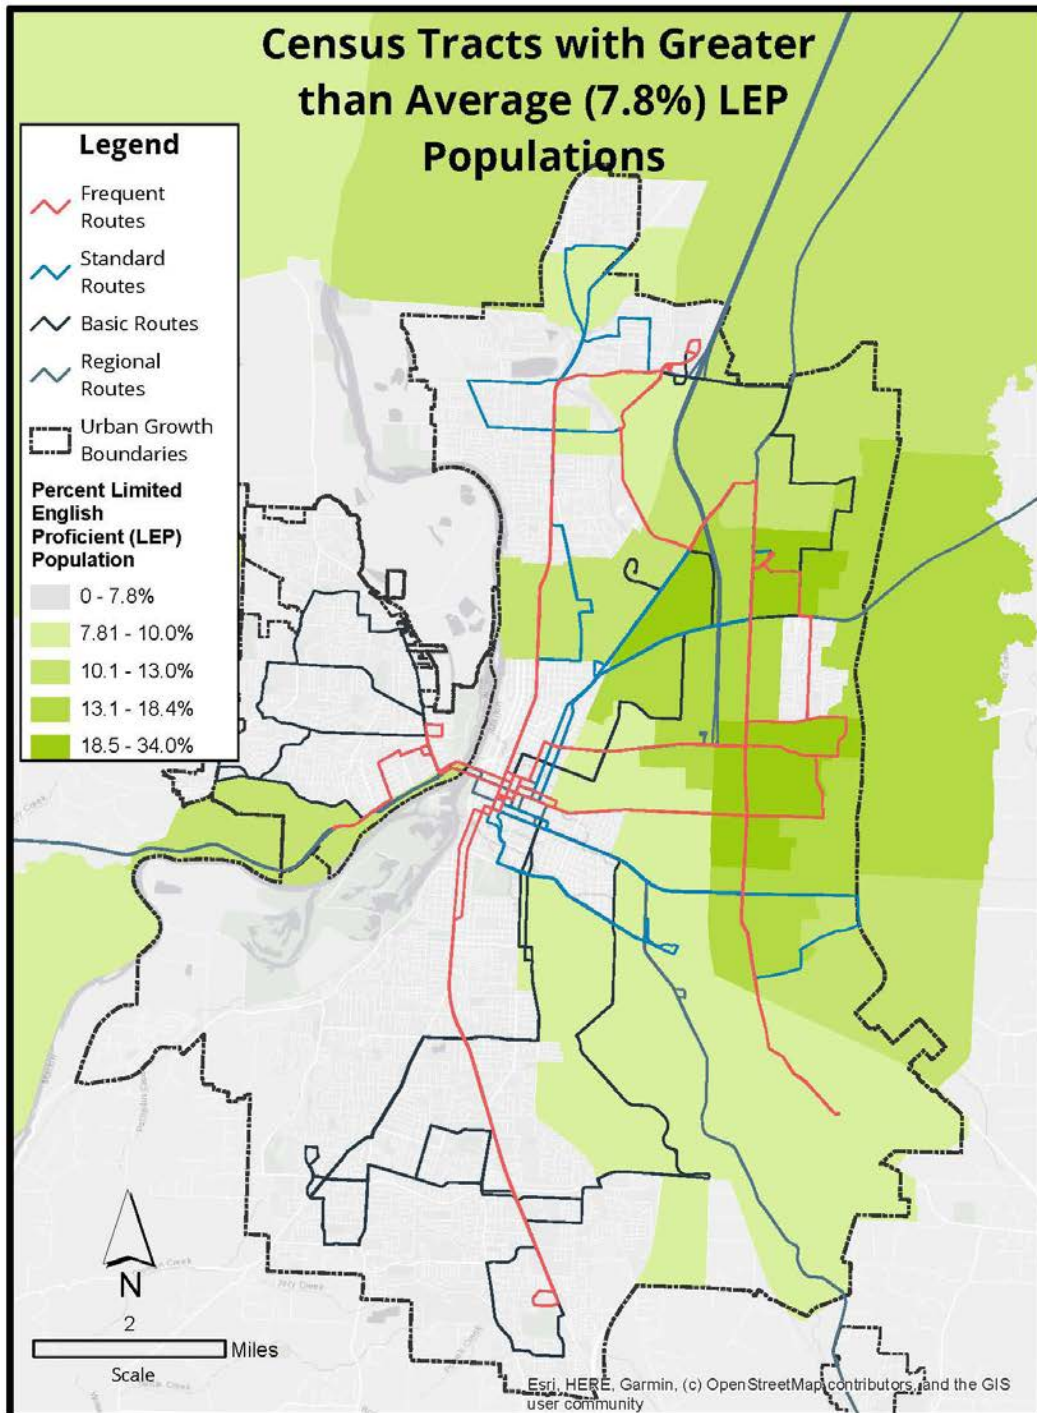 Census Tracts with Greater
than Average (7.8%) LEP
Populations
Legend
Frequent
Routes
Standard
Routes
Basic Routes
Regional
Routes
Urban Growth
Boundaries
Percent Limited
English
Proficient (LEP)
Population
0 - 7.8%
7.81 - 10.0%
10.1 - 13.0%
13.1 - 18.4%
18.5 - 34.0%
N
2
Miles
Scale
Esri, HERE, Garmin, (c) OpenStreetMap contributors, and the GIS
user community